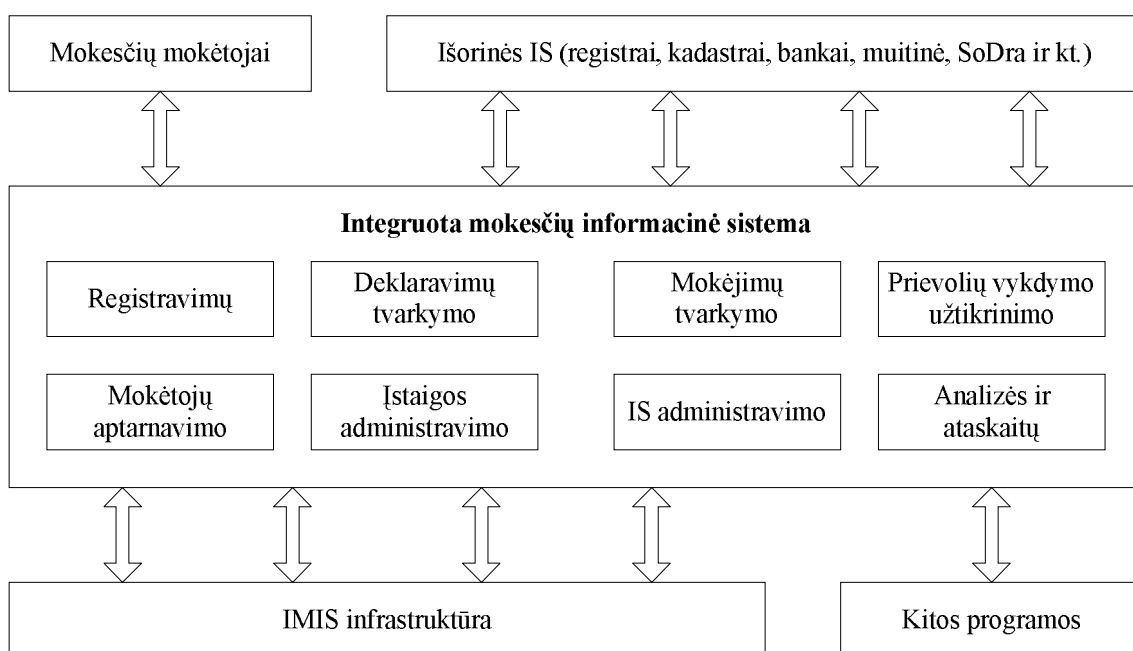 Mokesčių mokėtojai
Išorinės IS (registrai, kadastrai, bankai, muitinė, SoDra ir kt.)
Integruota mokesčių informacinė sistema
Registravimų
Deklaravimų
tvarkymo
Mokėjimų
tvarkymo
Prievolių vykdymo
užtikrinimo
Mokėtojų
aptarnavimo
Įstaigos
administravimo
IS administravimo
Analizės ir
ataskaitų
IMIS infrastruktūra
Kitos programos